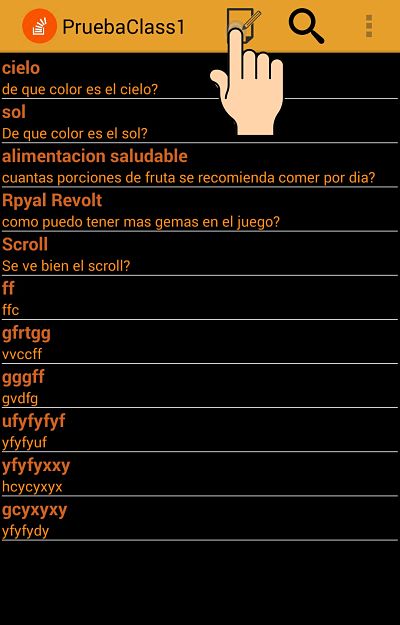 PruebaClass1
cielo
de que color es el cielo?
sol
De que color es el sol?
alimentacion saludable
cuantas porciones de fruta se recomienda comer por dia?
Rpyal Revolt
como puedo tener mas gemas en el juego?
Scroll
Se ve bien el scroll?
ff
ffc
gfrtgg
vvccff
gggff
gvdfg
ufyfyfyf
yfyfyuf
yfyfyxxy
hcycyxyx
gcyxyxy
yfyfydy